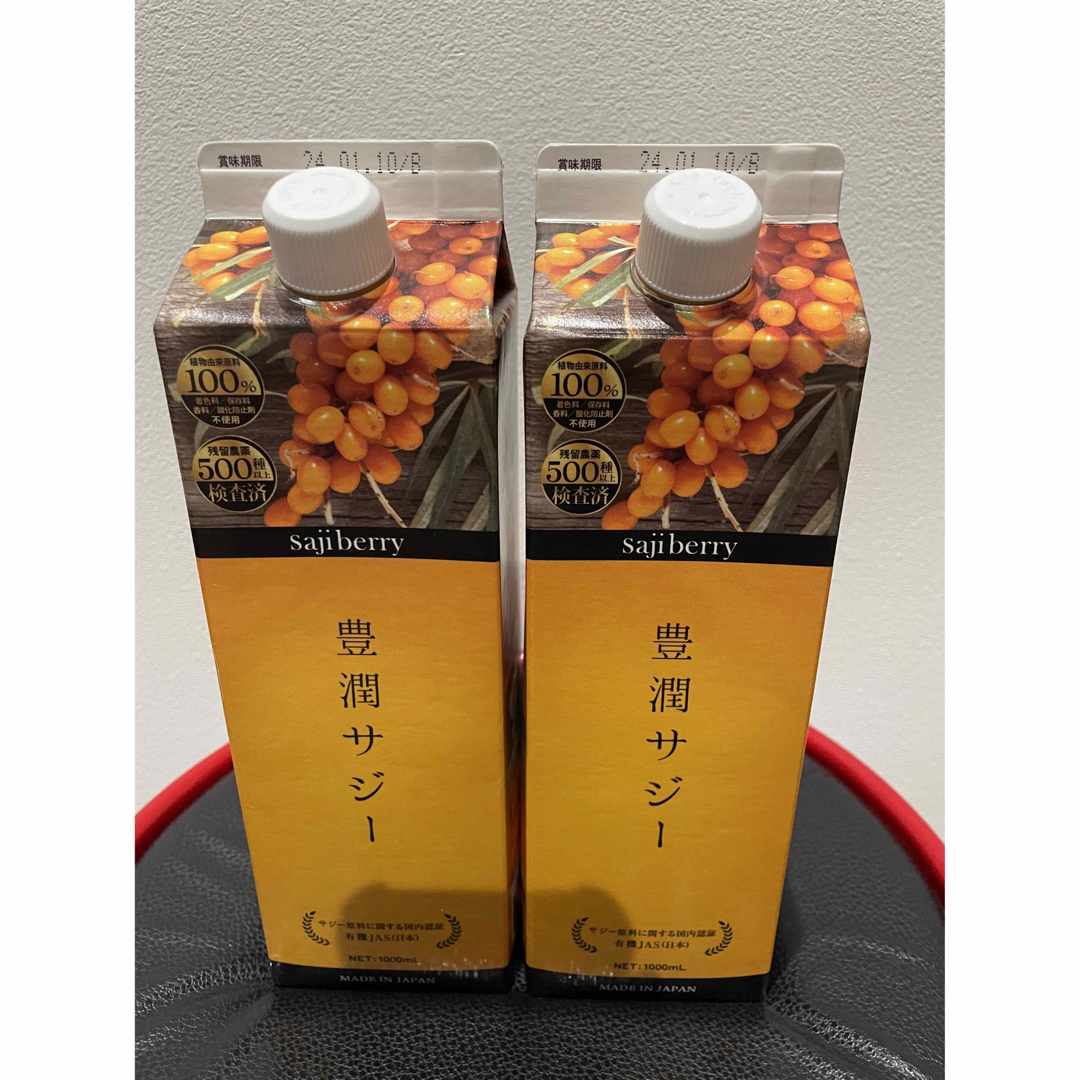 賞味期限 24.01.10/B
植物由来原料
100%
着色料/保存料
香料/酸化防止剤
不使用
残留農薬
500種以上
検査済
sajiberry
豊潤サジー
サジー原料に関する国内認証
有機JAS(日本)
NET:1000mL
MADE IN JAPAN
賞味期限 24.01.10/B
植物由来原料
100%
着色料/保存料
香料/酸化防止剤
不使用
残留農薬
500種以上
検査済
sajiberry
豊潤サジー
サジー原料に関する国内認証
有機JAS(日本)
NET:1000mL
MADE IN JAPAN